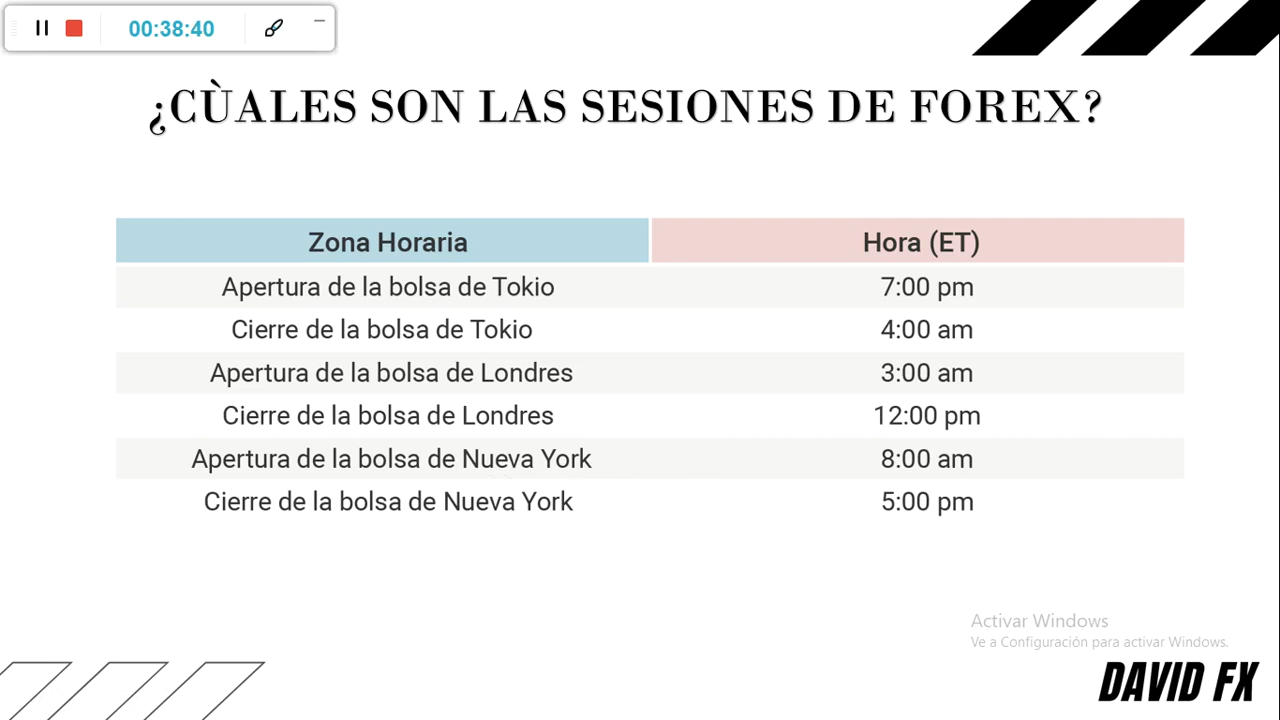 00:38:40
¿CÙALES SON LAS SESIONES DE FOREX?
Zona Horaria Hora (ET)
Apertura de la bolsa de Tokio 7:00 pm
Cierre de la bolsa de Tokio 4:00 am
Apertura de la bolsa de Londres 3:00 am
Cierre de la bolsa de Londres 12:00 pm
Apertura de la bolsa de Nueva York 8:00 am
Cierre de la bolsa de Nueva York 5:00 pm
Activar Windows
Ve a Configuración para activar Windows.
DAVID FX